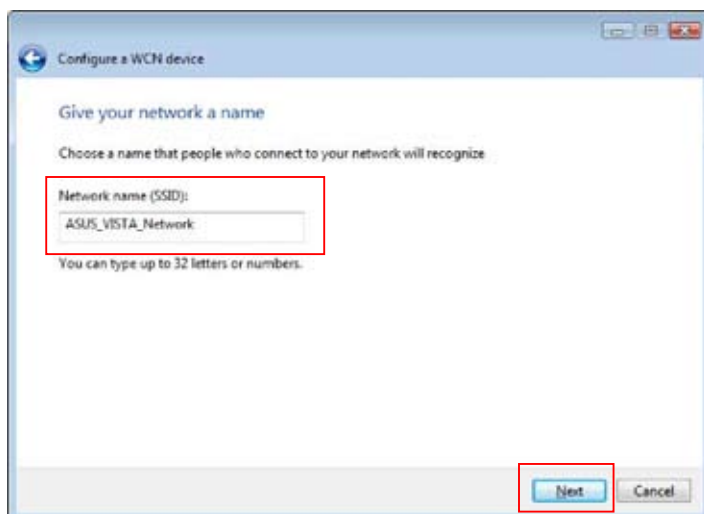 Configure a WCN device
Give your network a name
Choose a name that people who connect to your network will recognize
Network name (SSID):
ASUS_VISTA_Network
You can type up to 32 letters or numbers.
Next Cancel